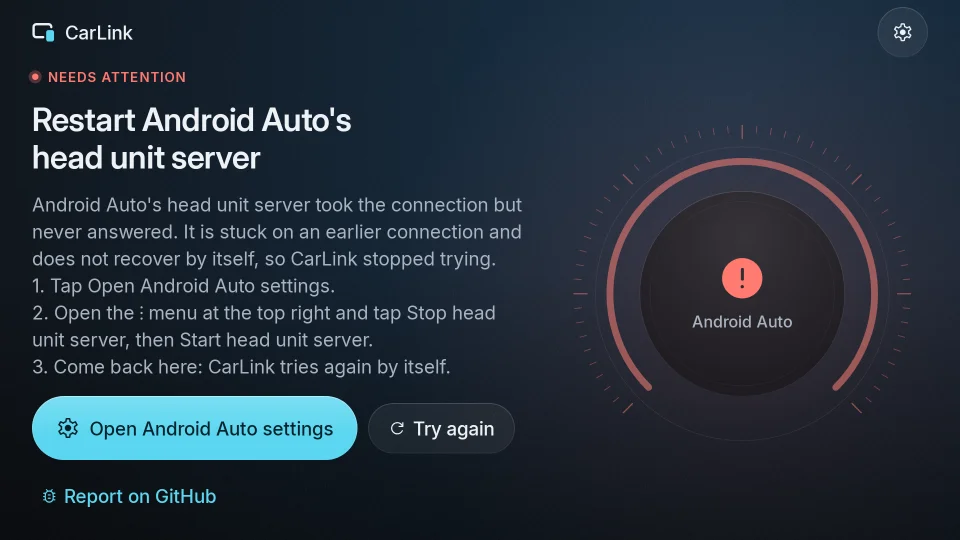 CarLink
NEEDS ATTENTION
Restart Android Auto's
head unit server
Android Auto's head unit server took the connection but
never answered. It is stuck on an earlier connection and
does not recover by itself, so CarLink stopped trying.
1. Tap Open Android Auto settings.
2. Open the ⋮ menu at the top right and tap Stop head
unit server, then Start head unit server.
3. Come back here: CarLink tries again by itself.
Open Android Auto settings
Try again
Report on GitHub
Android Auto